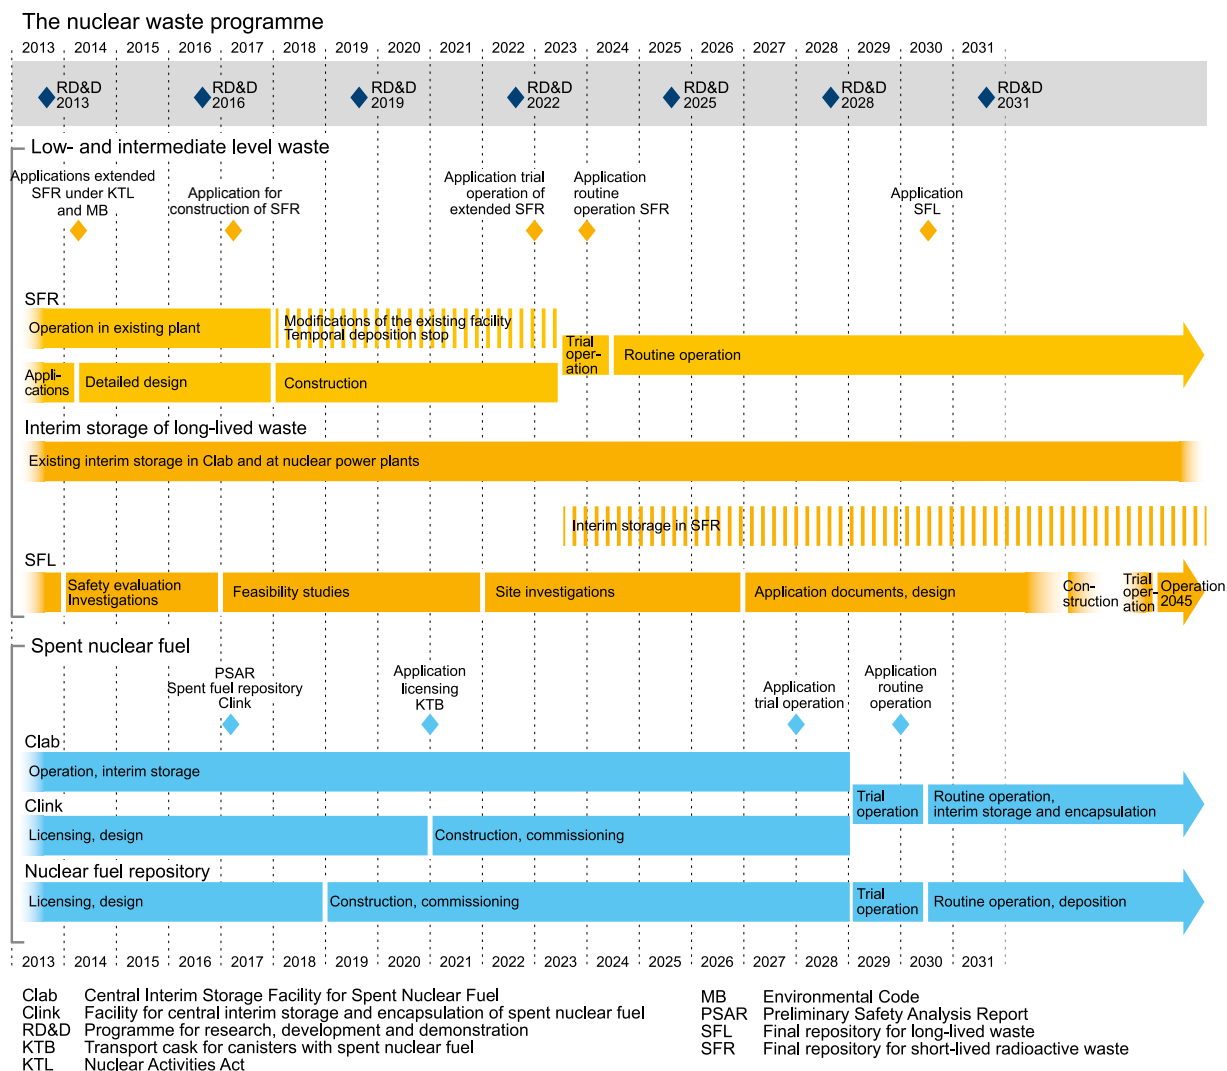 The nuclear waste programme
2013 2014 2015 2016 2017 2018 2019 2020 2021 2022 2023 2024 2025 2026 2027 2028 2029 2030 2031
RD&D 2013
RD&D 2016
RD&D 2019
RD&D 2022
RD&D 2025
RD&D 2028
RD&D 2031
Low- and intermediate level waste
Applications extended
SFR under KTL
and MB
Application for
construction of SFR
Application trial
operation of
extended SFR
Application
routine
operation SFR
Application
SFL
SFR
Operation in existing plant
Modifications of the existing facility
Temporal deposition stop
Trial
oper-
ation
Routine operation
Appli-
cations
Detailed design
Construction
Interim storage of long-lived waste
Existing interim storage in Clab and at nuclear power plants
Interim storage in SFR
SFL
Safety evaluation
Investigations
Feasibility studies
Site investigations
Application documents, design
Con-
struction
Trial
oper-
ation
Operation
2045
Spent nuclear fuel
PSAR
Spent fuel repository
Clink
Application
licensing
KTB
Application
trial operation
Application
routine
operation
Clab
Operation, interim storage
Trial
operation
Routine operation,
interim storage and encapsulation
Clink
Licensing, design
Construction, commissioning
Nuclear fuel repository
Licensing, design
Construction, commissioning
Trial
operation
Routine operation, deposition
2013 2014 2015 2016 2017 2018 2019 2020 2021 2022 2023 2024 2025 2026 2027 2028 2029 2030 2031
Clab Central Interim Storage Facility for Spent Nuclear Fuel
Clink Facility for central interim storage and encapsulation of spent nuclear fuel
RD&D Programme for research, development and demonstration
KTB Transport cask for canisters with spent nuclear fuel
KTL Nuclear Activities Act
MB Environmental Code
PSAR Preliminary Safety Analysis Report
SFL Final repository for long-lived waste
SFR Final repository for short-lived radioactive waste